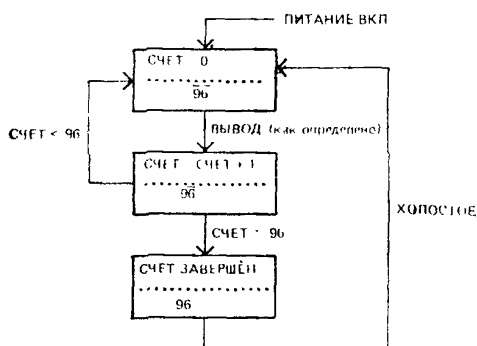 ПИТАНИЕ ВКЛ
СЧЕТ 0
96
СЧЕТ < 96
ВЫВОД (как определено)
СЧЕТ СЧЕТ + 1
96
ХОЛОСТОЕ
СЧЕТ = 96
СЧЕТ ЗАВЕРШЁН
96